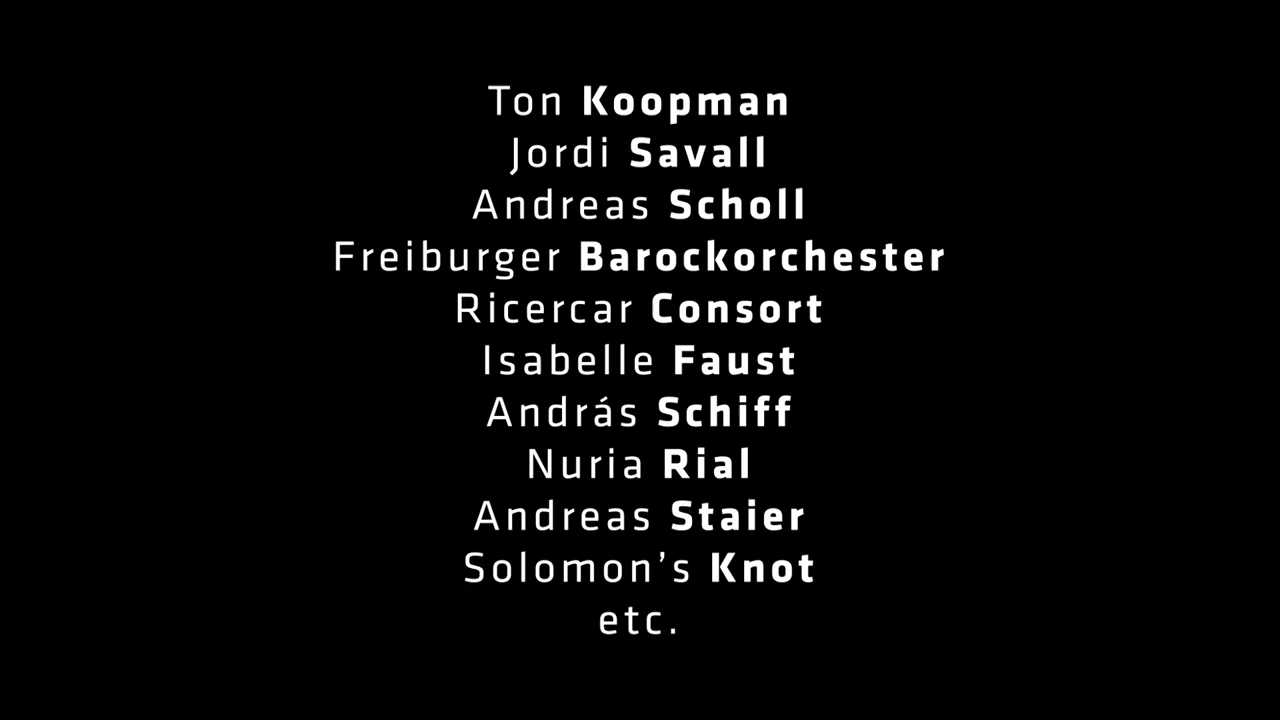 Ton Koopman
Jordi Savall
Andreas Scholl
Freiburger Barockorchester
Ricercar Consort
Isabelle Faust
András Schiff
Nuria Rial
Andreas Staier
Solomon’s Knot
etc.